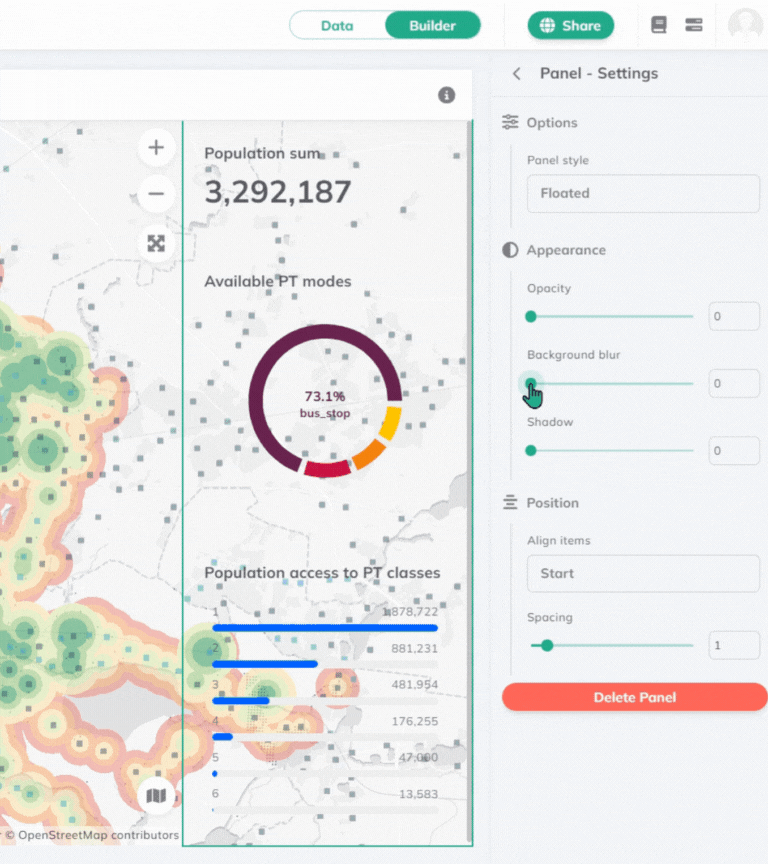 Data
Builder
Share
Panel - Settings
Options
Panel style
Floated
Appearance
Opacity
0
Background blur
0
Shadow
0
Position
Align items
Start
Spacing
1
Delete Panel
Population sum
3,292,187
Available PT modes
73.1%
bus_stop
Population access to PT classes
1 1,878,722
2 881,231
3 481,954
4 176,255
5 47,000
6 13,583
© OpenStreetMap contributors